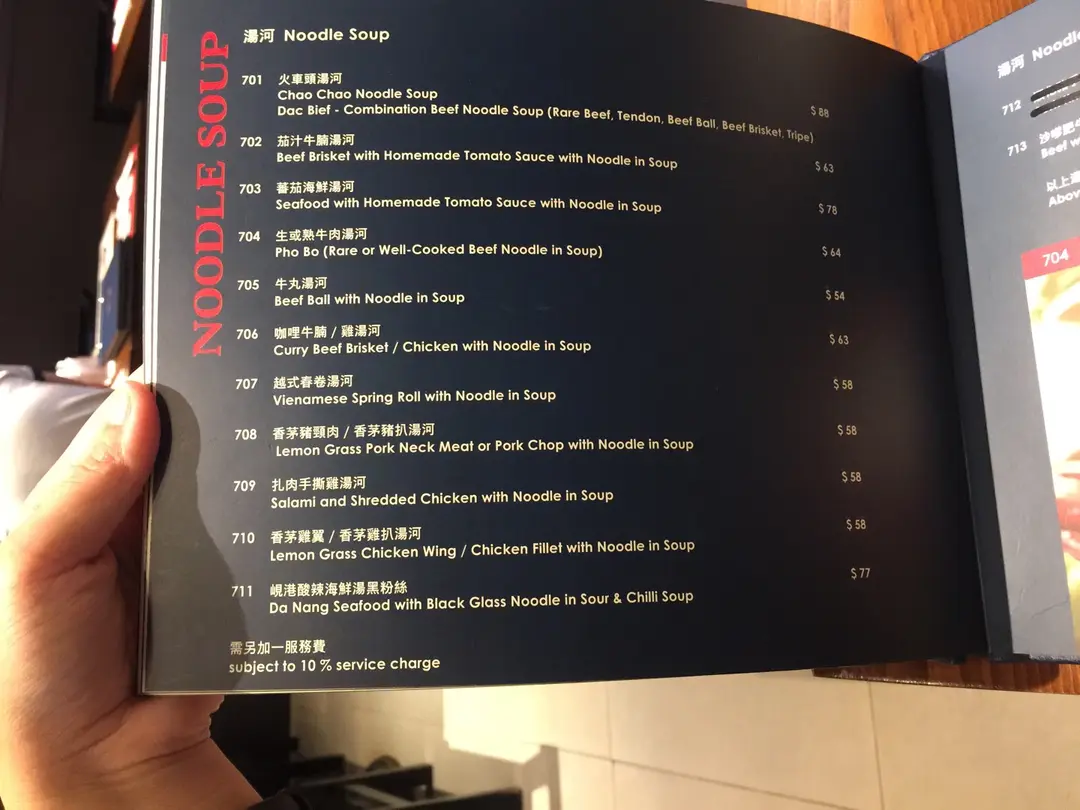 NOODLE SOUP
湯河 Noodle Soup
701 火車頭湯河
Chao Chao Noodle Soup
Dac Bief - Combination Beef Noodle Soup (Rare Beef, Tendon, Beef Ball, Beef Brisket, Tripe) $ 88
702 茄汁牛腩湯河
Beef Brisket with Homemade Tomato Sauce with Noodle in Soup $ 63
703 蕃茄海鮮湯河
Seafood with Homemade Tomato Sauce with Noodle in Soup $ 78
704 生或熟牛肉湯河
Pho Bo (Rare or Well-Cooked Beef Noodle in Soup) $ 64
705 牛丸湯河
Beef Ball with Noodle in Soup $ 54
706 咖哩牛腩 / 雞湯河
Curry Beef Brisket / Chicken with Noodle in Soup $ 63
707 越式春卷湯河
Vienamese Spring Roll with Noodle in Soup $ 58
708 香茅豬頸肉 / 香茅豬扒湯河
Lemon Grass Pork Neck Meat or Pork Chop with Noodle in Soup $ 58
709 扎肉手撕雞湯河
Salami and Shredded Chicken with Noodle in Soup $ 58
710 香茅雞翼 / 香茅雞扒湯河
Lemon Grass Chicken Wing / Chicken Fillet with Noodle in Soup $ 58
711 峴港酸辣海鮮湯黑粉絲
Da Nang Seafood with Black Glass Noodle in Sour & Chilli Soup $ 77
需另加一服務費
subject to 10 % service charge
湯河 Noodle
712
713 沙嗲肥牛
Beef w
以上湯
Above
704